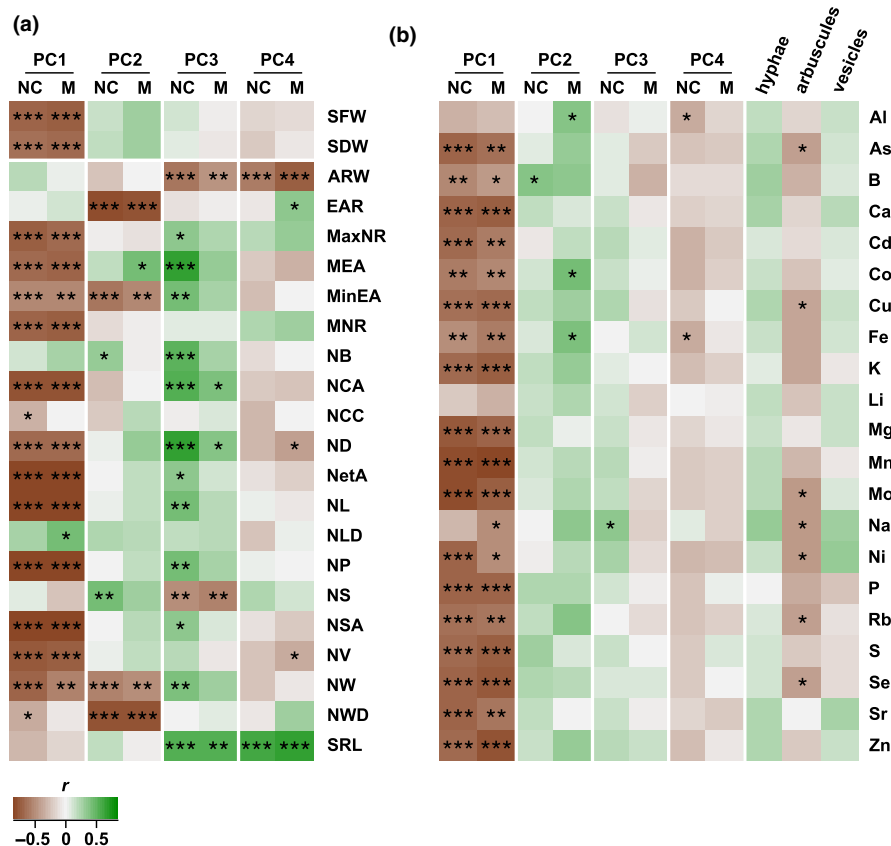 (a)
PC1 PC2 PC3 PC4
NC M NC M NC M NC M
*** *** SFW
*** *** SDW
*** ** *** *** ARW
*** *** * EAR
*** *** * MaxNR
*** *** * *** MEA
*** ** *** ** ** MinEA
*** *** MNR
* *** NB
*** *** *** * NCA
* NCC
*** *** *** * * ND
*** *** * NetA
*** *** ** NL
* NLD
*** *** ** NP
** ** ** NS
*** *** * NSA
*** *** * NV
*** ** *** ** ** NW
* *** *** NWD
*** ** *** *** SRL
r
−0.5 0 0.5
(b)
PC1 PC2 PC3 PC4 hyphae arbuscules vesicles
NC M NC M NC M NC M
* * Al
*** ** * As
** * * B
*** *** Ca
*** ** Cd
** ** * Co
*** *** * Cu
** ** * * Fe
*** *** K
Li
*** *** Mg
*** *** Mn
*** *** * Mo
* * * Na
*** * * Ni
*** *** P
*** ** * Rb
*** *** S
*** *** * Se
*** ** Sr
*** *** Zn